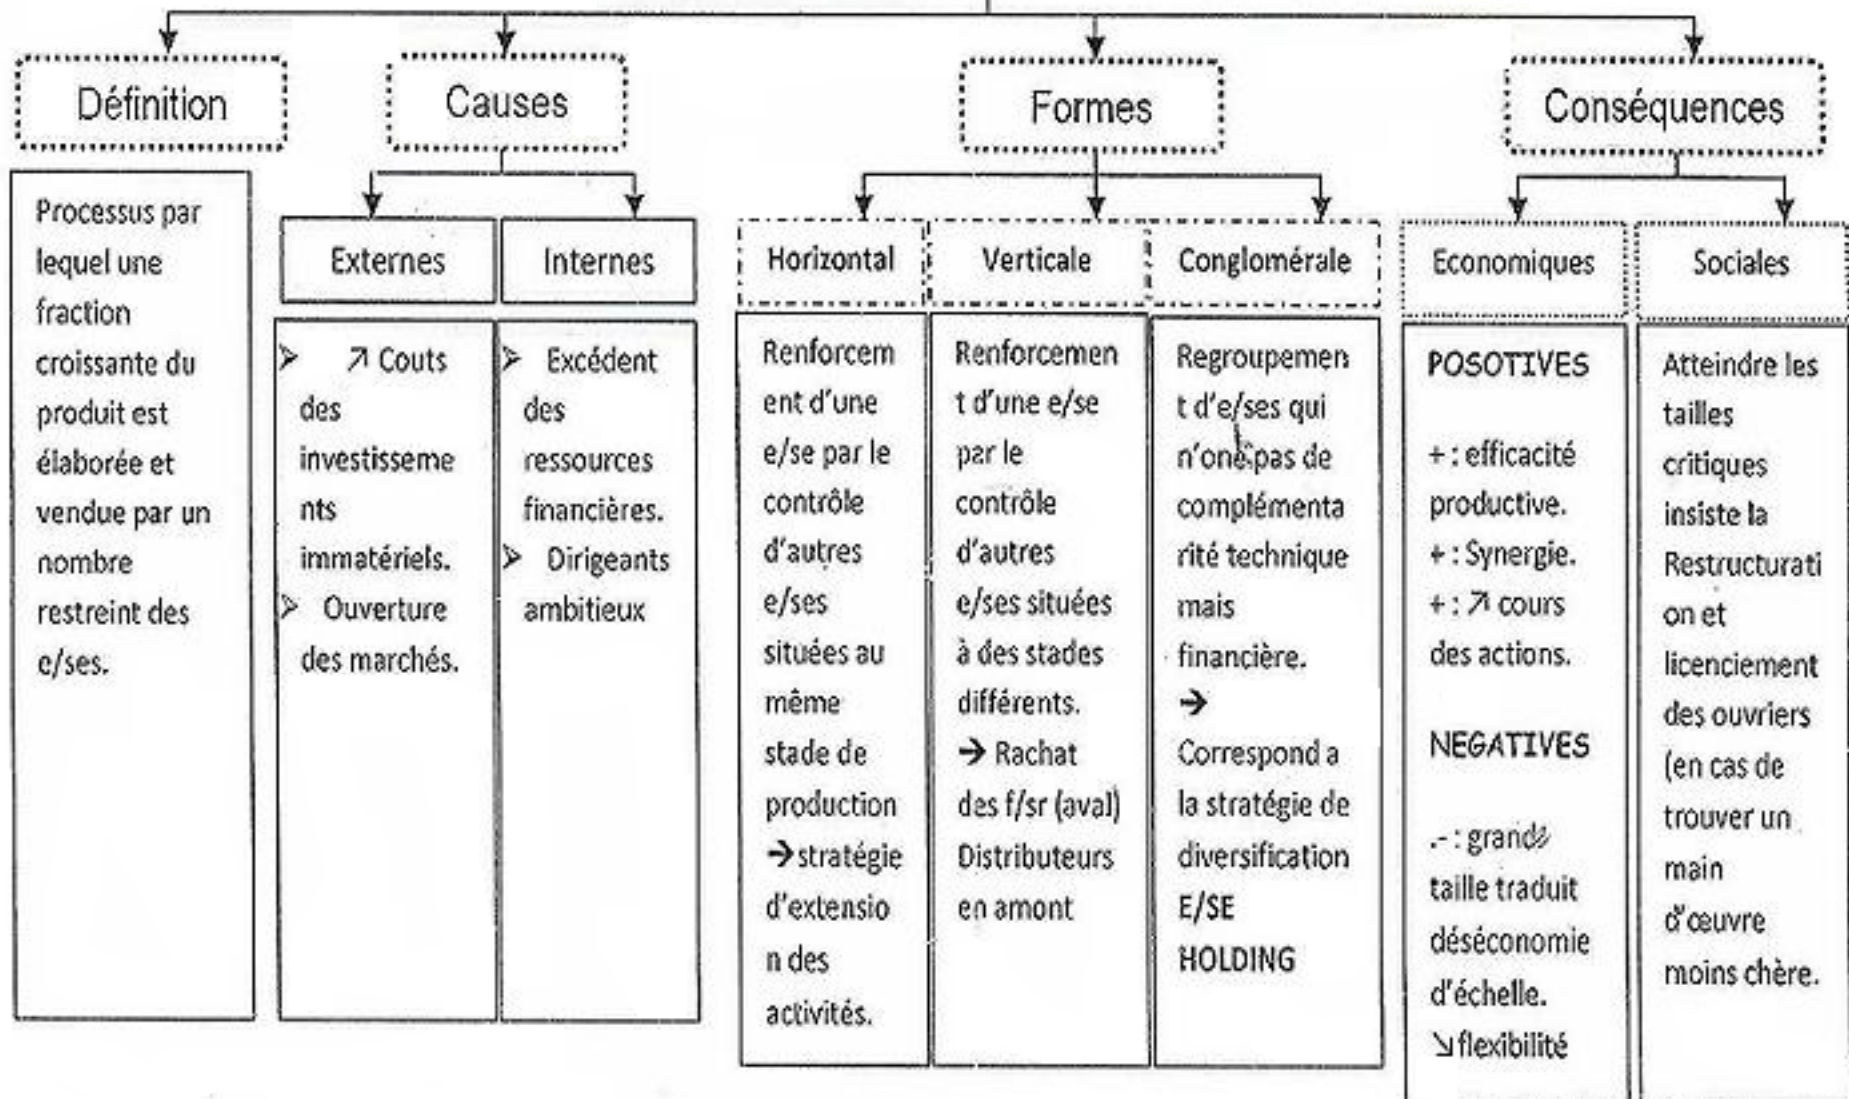 Définition
Causes
Formes
Conséquences
Processus par
lequel une
fraction
croissante du
produit est
élaborée et
vendue par un
nombre
restreint des
e/ses.
Externes
Internes
➢ ↗ Couts
des
investisseme
nts
immatériels.
➢ Ouverture
des marchés.
➢ Excédent
des
ressources
financières.
➢ Dirigeants
ambitieux
Horizontal
Verticale
Conglomérale
Renforcem
ent d'une
e/se par le
contrôle
d'autres
e/ses
situées au
même
stade de
production
→ stratégie
d'extensio
n des
activités.
Renforcemen
t d'une e/se
par le
contrôle
d'autres
e/ses situées
à des stades
différents.
→ Rachat
des f/sr (aval)
Distributeurs
en amont
Regroupemen
t d'e/ses qui
n'ont pas de
complémenta
rité technique
mais
financière.
→
Correspond a
la stratégie de
diversification
E/SE
HOLDING
Economiques
Sociales
POSOTIVES
+ : efficacité
productive.
+ : Synergie.
+ : ↗ cours
des actions.
NEGATIVES
.- : grande
taille traduit
déséconomie
d'échelle.
↘ flexibilité
Atteindre les
tailles
critiques
insiste la
Restructurati
on et
licenciement
des ouvriers
(en cas de
trouver un
main
d'œuvre
moins chère.